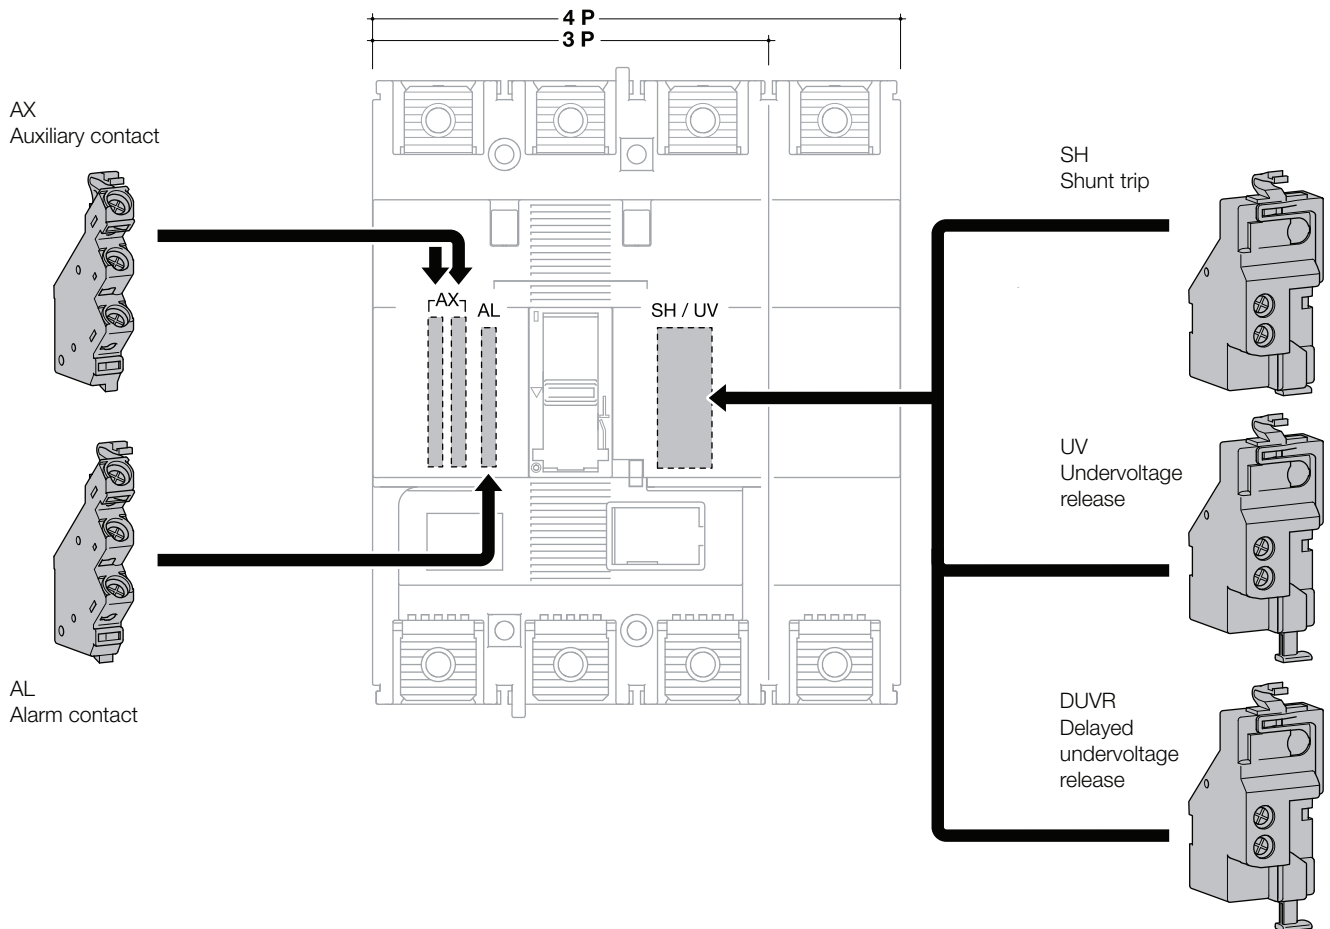 4 P
3 P
AX
Auxiliary contact
SH
Shunt trip
AX
AL
SH / UV
UV
Undervoltage
release
AL
Alarm contact
DUVR
Delayed
undervoltage
release